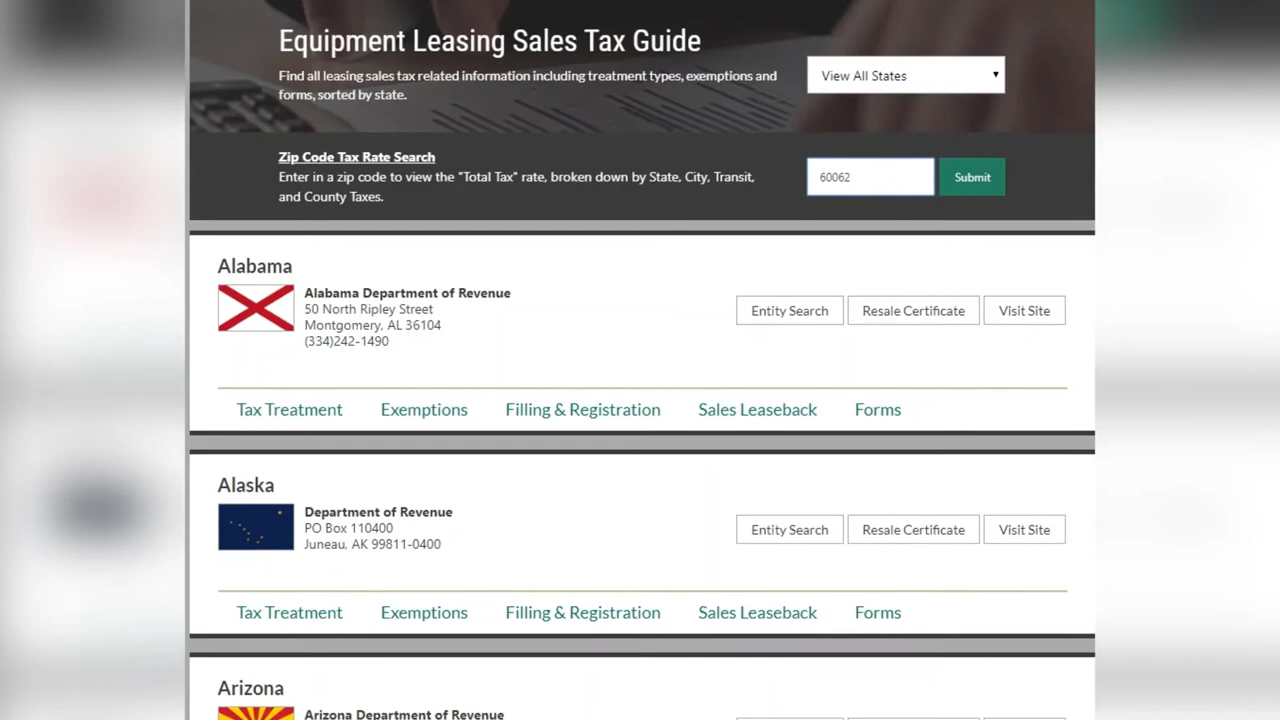 Equipment Leasing Sales Tax Guide
Find all leasing sales tax related information including treatment types, exemptions and
forms, sorted by state.
View All States
Zip Code Tax Rate Search
Enter in a zip code to view the "Total Tax" rate, broken down by State, City, Transit,
and County Taxes.
60062
Submit
Alabama
Alabama Department of Revenue
50 North Ripley Street
Montgomery, AL 36104
(334)242-1490
Entity Search
Resale Certificate
Visit Site
Tax Treatment
Exemptions
Filling & Registration
Sales Leaseback
Forms
Alaska
Department of Revenue
PO Box 110400
Juneau, AK 99811-0400
Entity Search
Resale Certificate
Visit Site
Tax Treatment
Exemptions
Filling & Registration
Sales Leaseback
Forms
Arizona
Arizona Department of Revenue